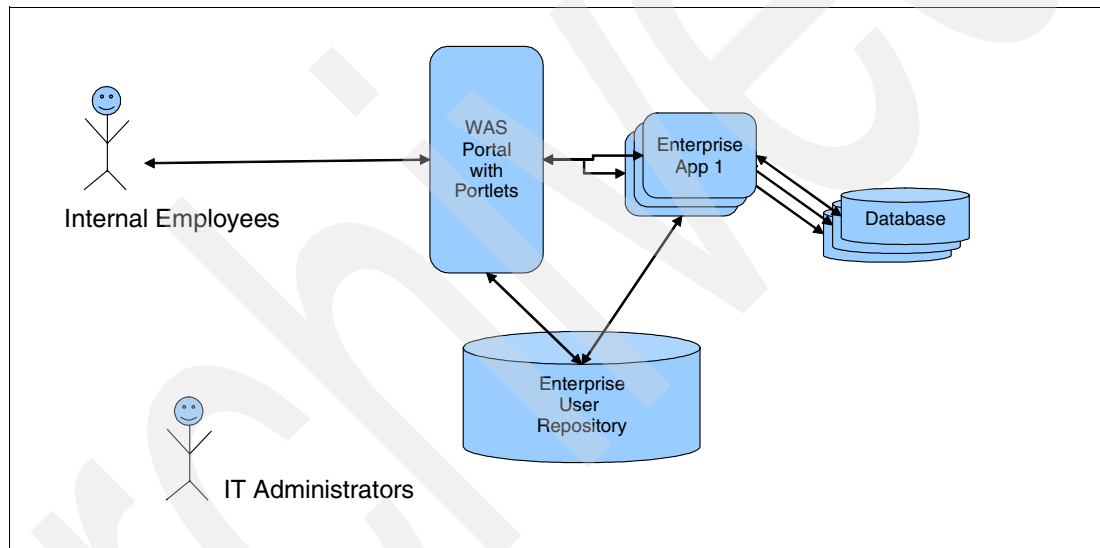 WAS
Portal
with
Portlets
Enterprise
App 1
Database
Internal Employees
Enterprise
User
Repository
IT Administrators